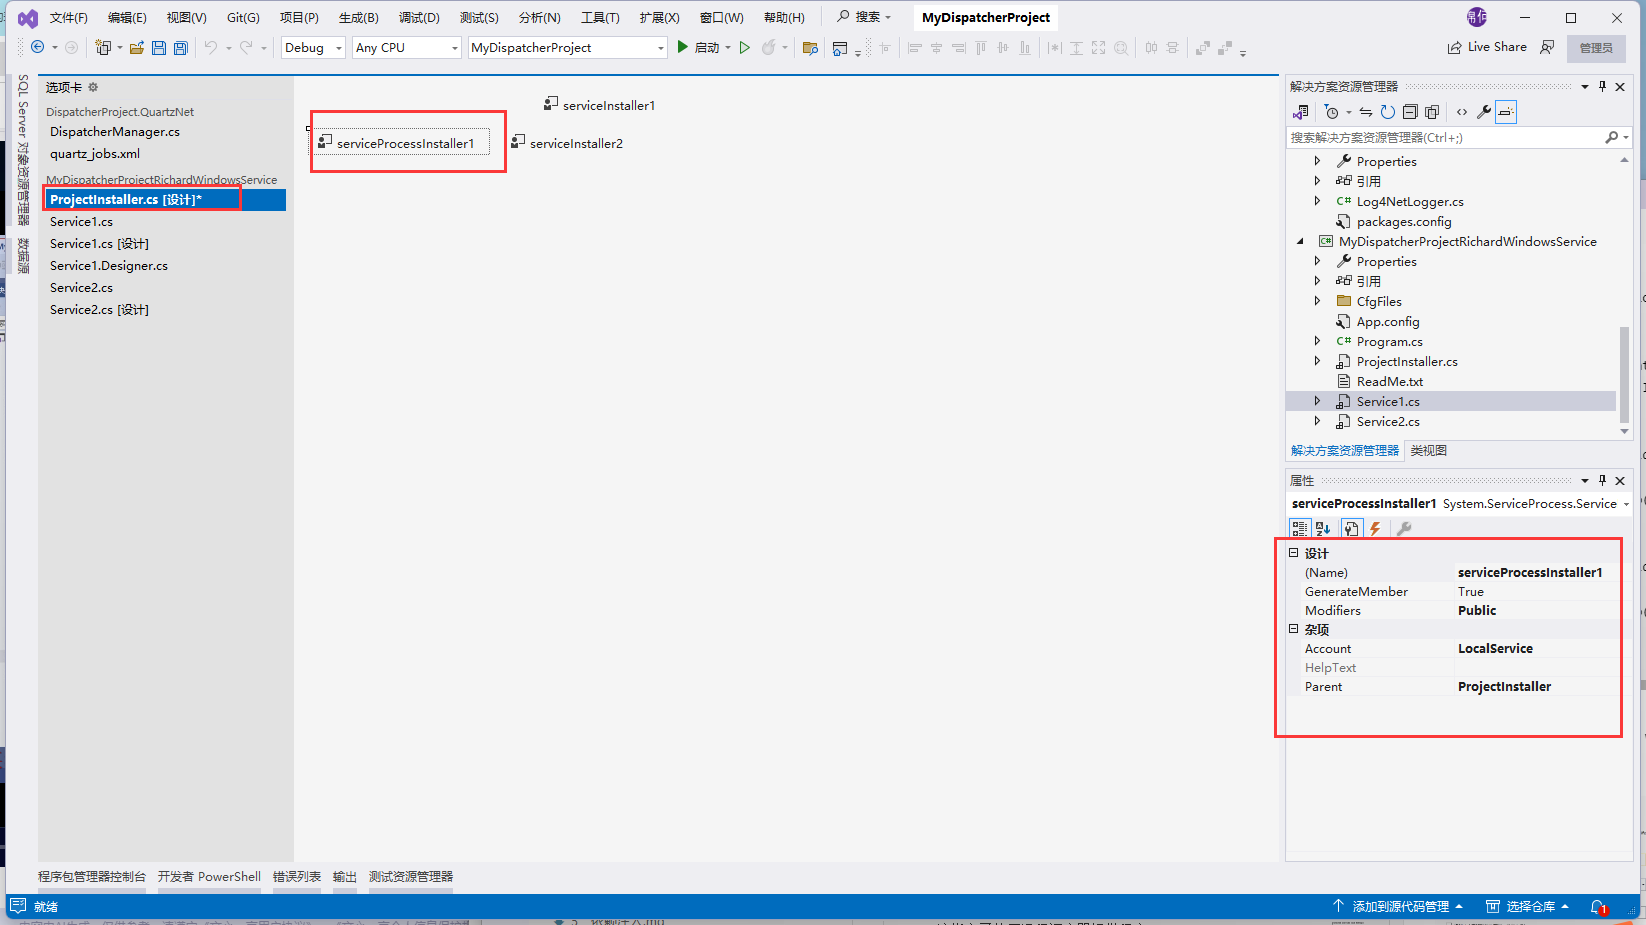 文件(F) 编辑(E) 视图(V) Git(G) 项目(P) 生成(B) 调试(D) 测试(S) 分析(N) 工具(T) 扩展(X) 窗口(W) 帮助(H) 搜索 MyDispatcherProject
Debug Any CPU MyDispatcherProject 启动 Live Share 管理员
SQL Server 对象资源管理器
数据源
选项卡
DispatcherProject.QuartzNet
DispatcherManager.cs
quartz_jobs.xml
MyDispatcherProjectRichardWindowsService
ProjectInstaller.cs [设计]*
Service1.cs
Service1.cs [设计]
Service1.Designer.cs
Service2.cs
Service2.cs [设计]
serviceInstaller1
serviceProcessInstaller1
serviceInstaller2
解决方案资源管理器
搜索解决方案资源管理器(Ctrl+;)
Properties
引用
C# Log4NetLogger.cs
packages.config
C# MyDispatcherProjectRichardWindowsService
Properties
引用
CfgFiles
App.config
C# Program.cs
ProjectInstaller.cs
ReadMe.txt
Service1.cs
Service2.cs
解决方案资源管理器 类视图
属性
serviceProcessInstaller1 System.ServiceProcess.Service
设计
(Name) serviceProcessInstaller1
GenerateMember True
Modifiers Public
杂项
Account LocalService
HelpText
Parent ProjectInstaller
程序包管理器控制台 开发者 PowerShell 错误列表 输出 测试资源管理器
就绪 添加到源代码管理 选择仓库 1